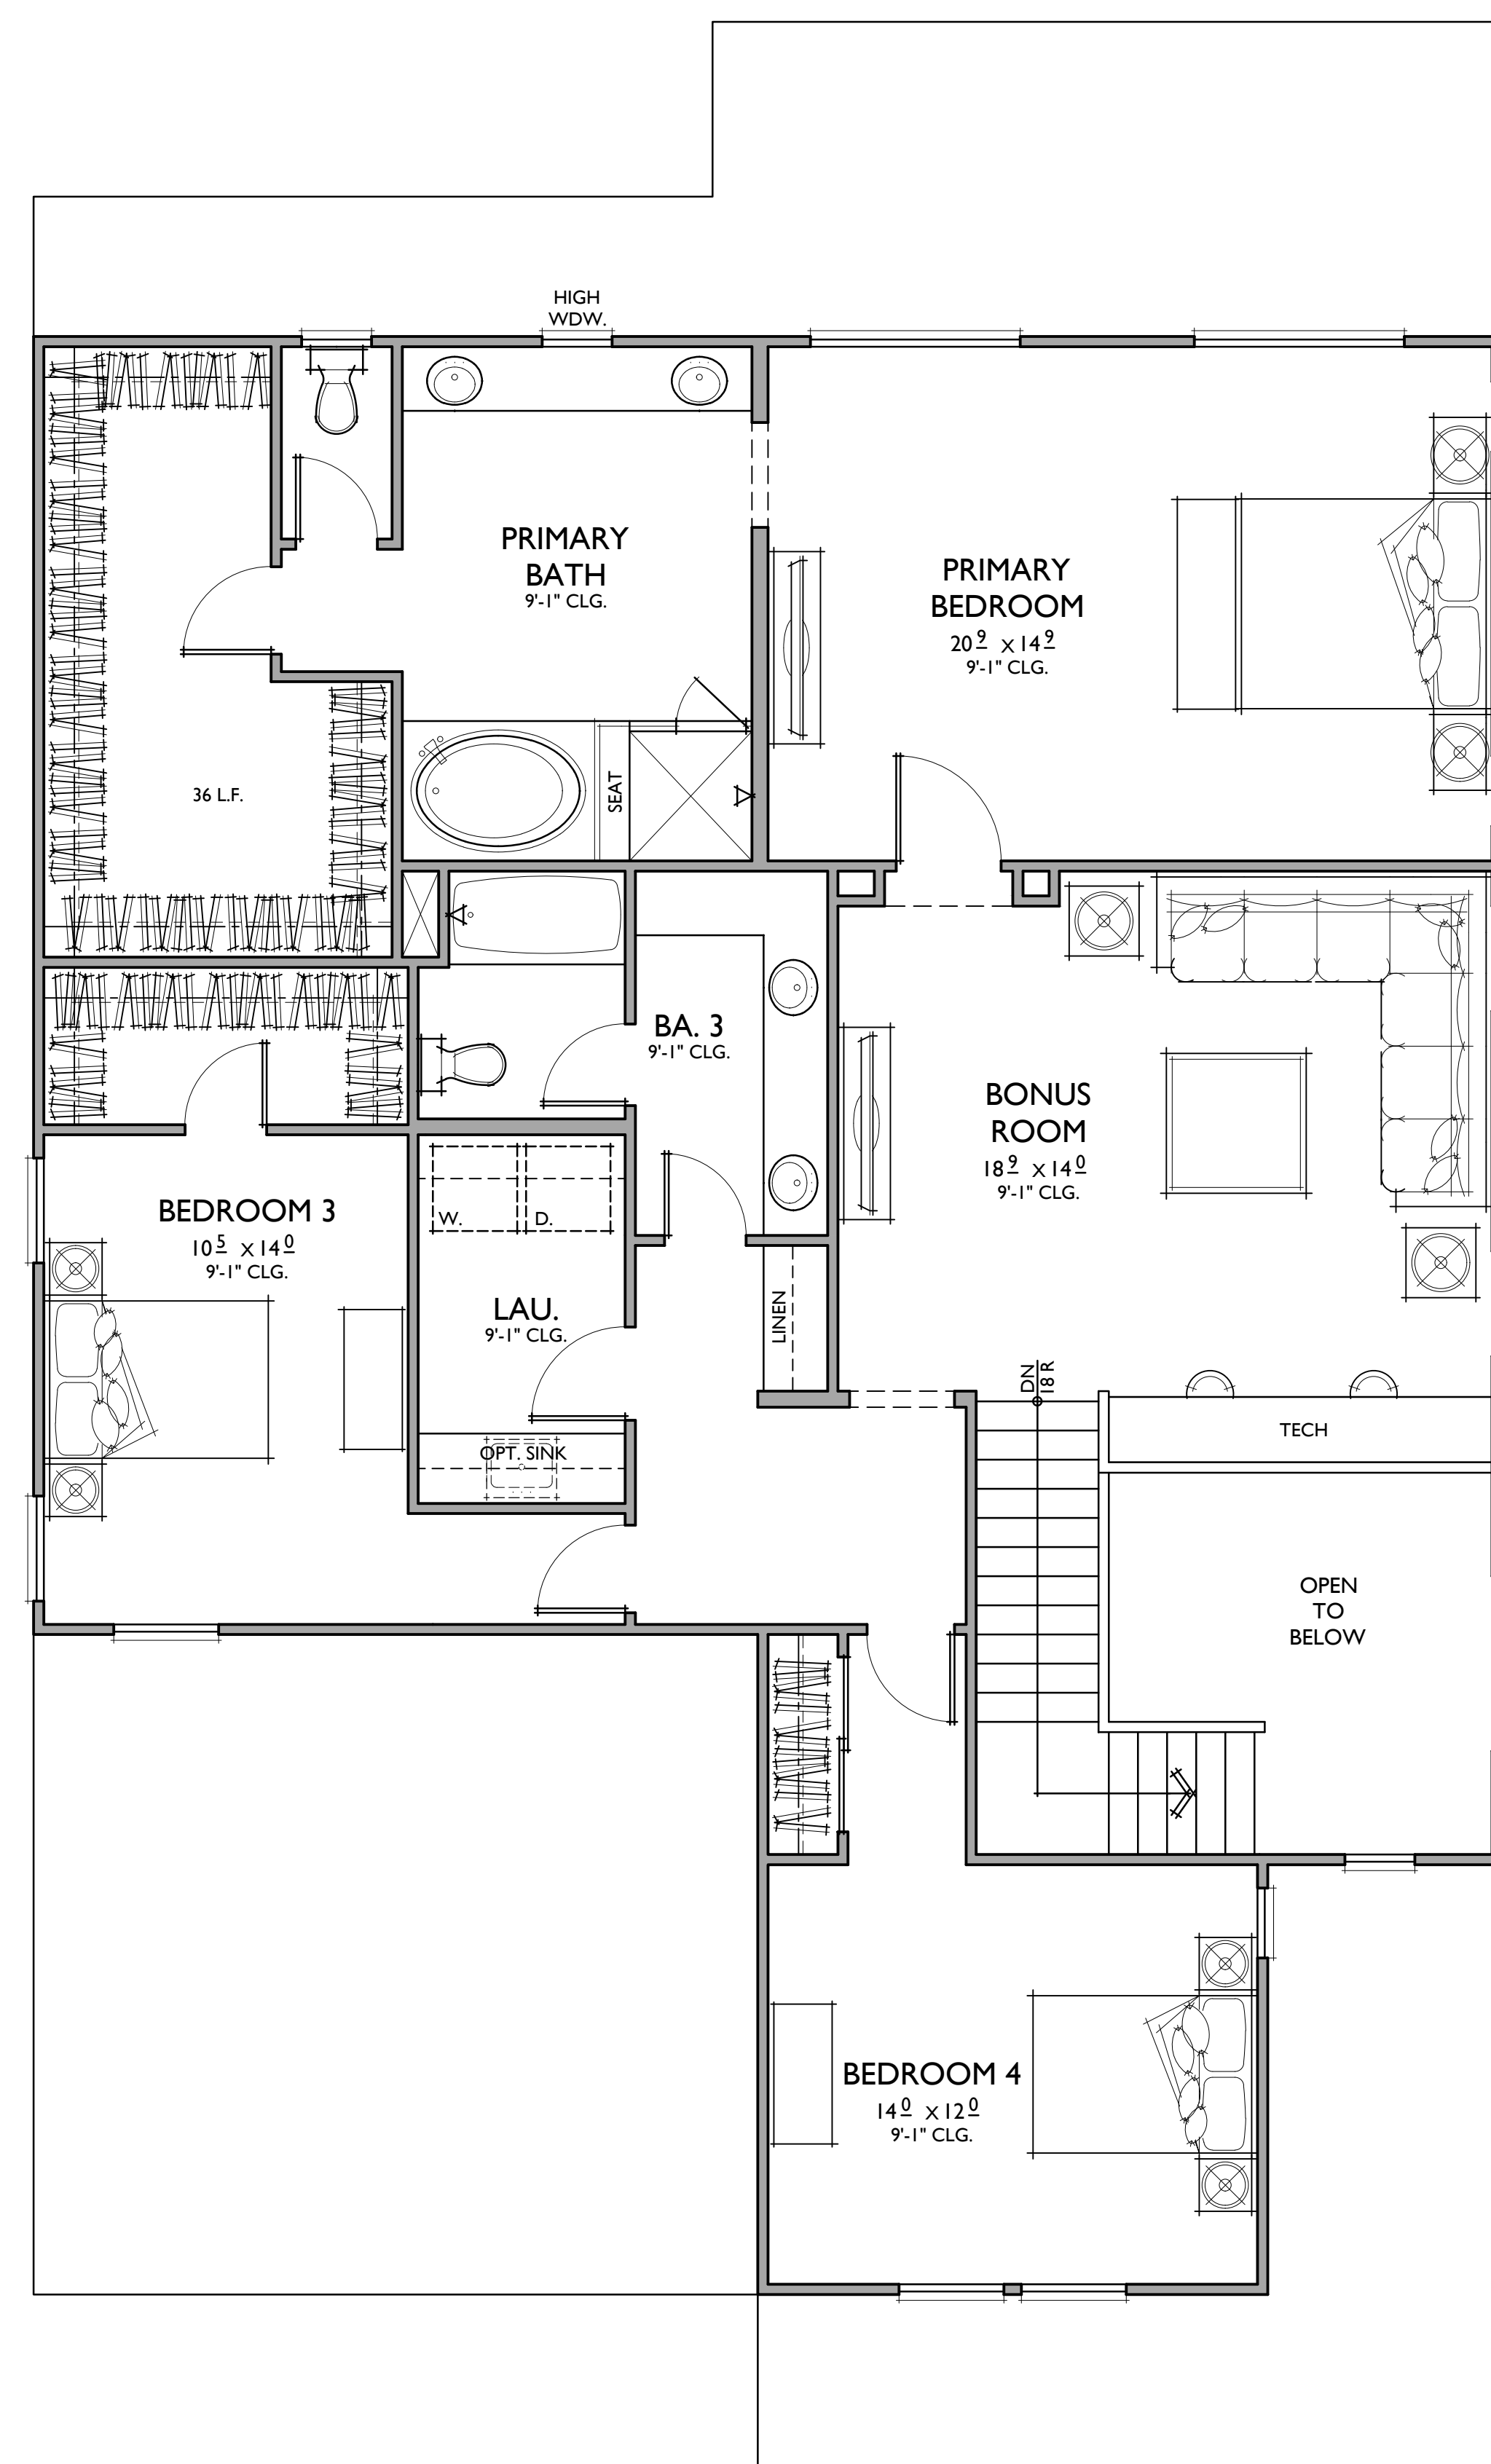 HIGH
WDW.
PRIMARY
BATH
9'-1" CLG.
PRIMARY
BEDROOM
20 9 X 14 9
9'-1" CLG.
36 L.F.
SEAT
BA. 3
9'-1" CLG.
BONUS
ROOM
18 9 X 14 0
9'-1" CLG.
BEDROOM 3
10 5 X 14 0
9'-1" CLG.
W.
D.
LAU.
9'-1" CLG.
LINEN
OPT. SINK
DN
18 R
TECH
OPEN
TO
BELOW
BEDROOM 4
14 0 X 12 0
9'-1" CLG.